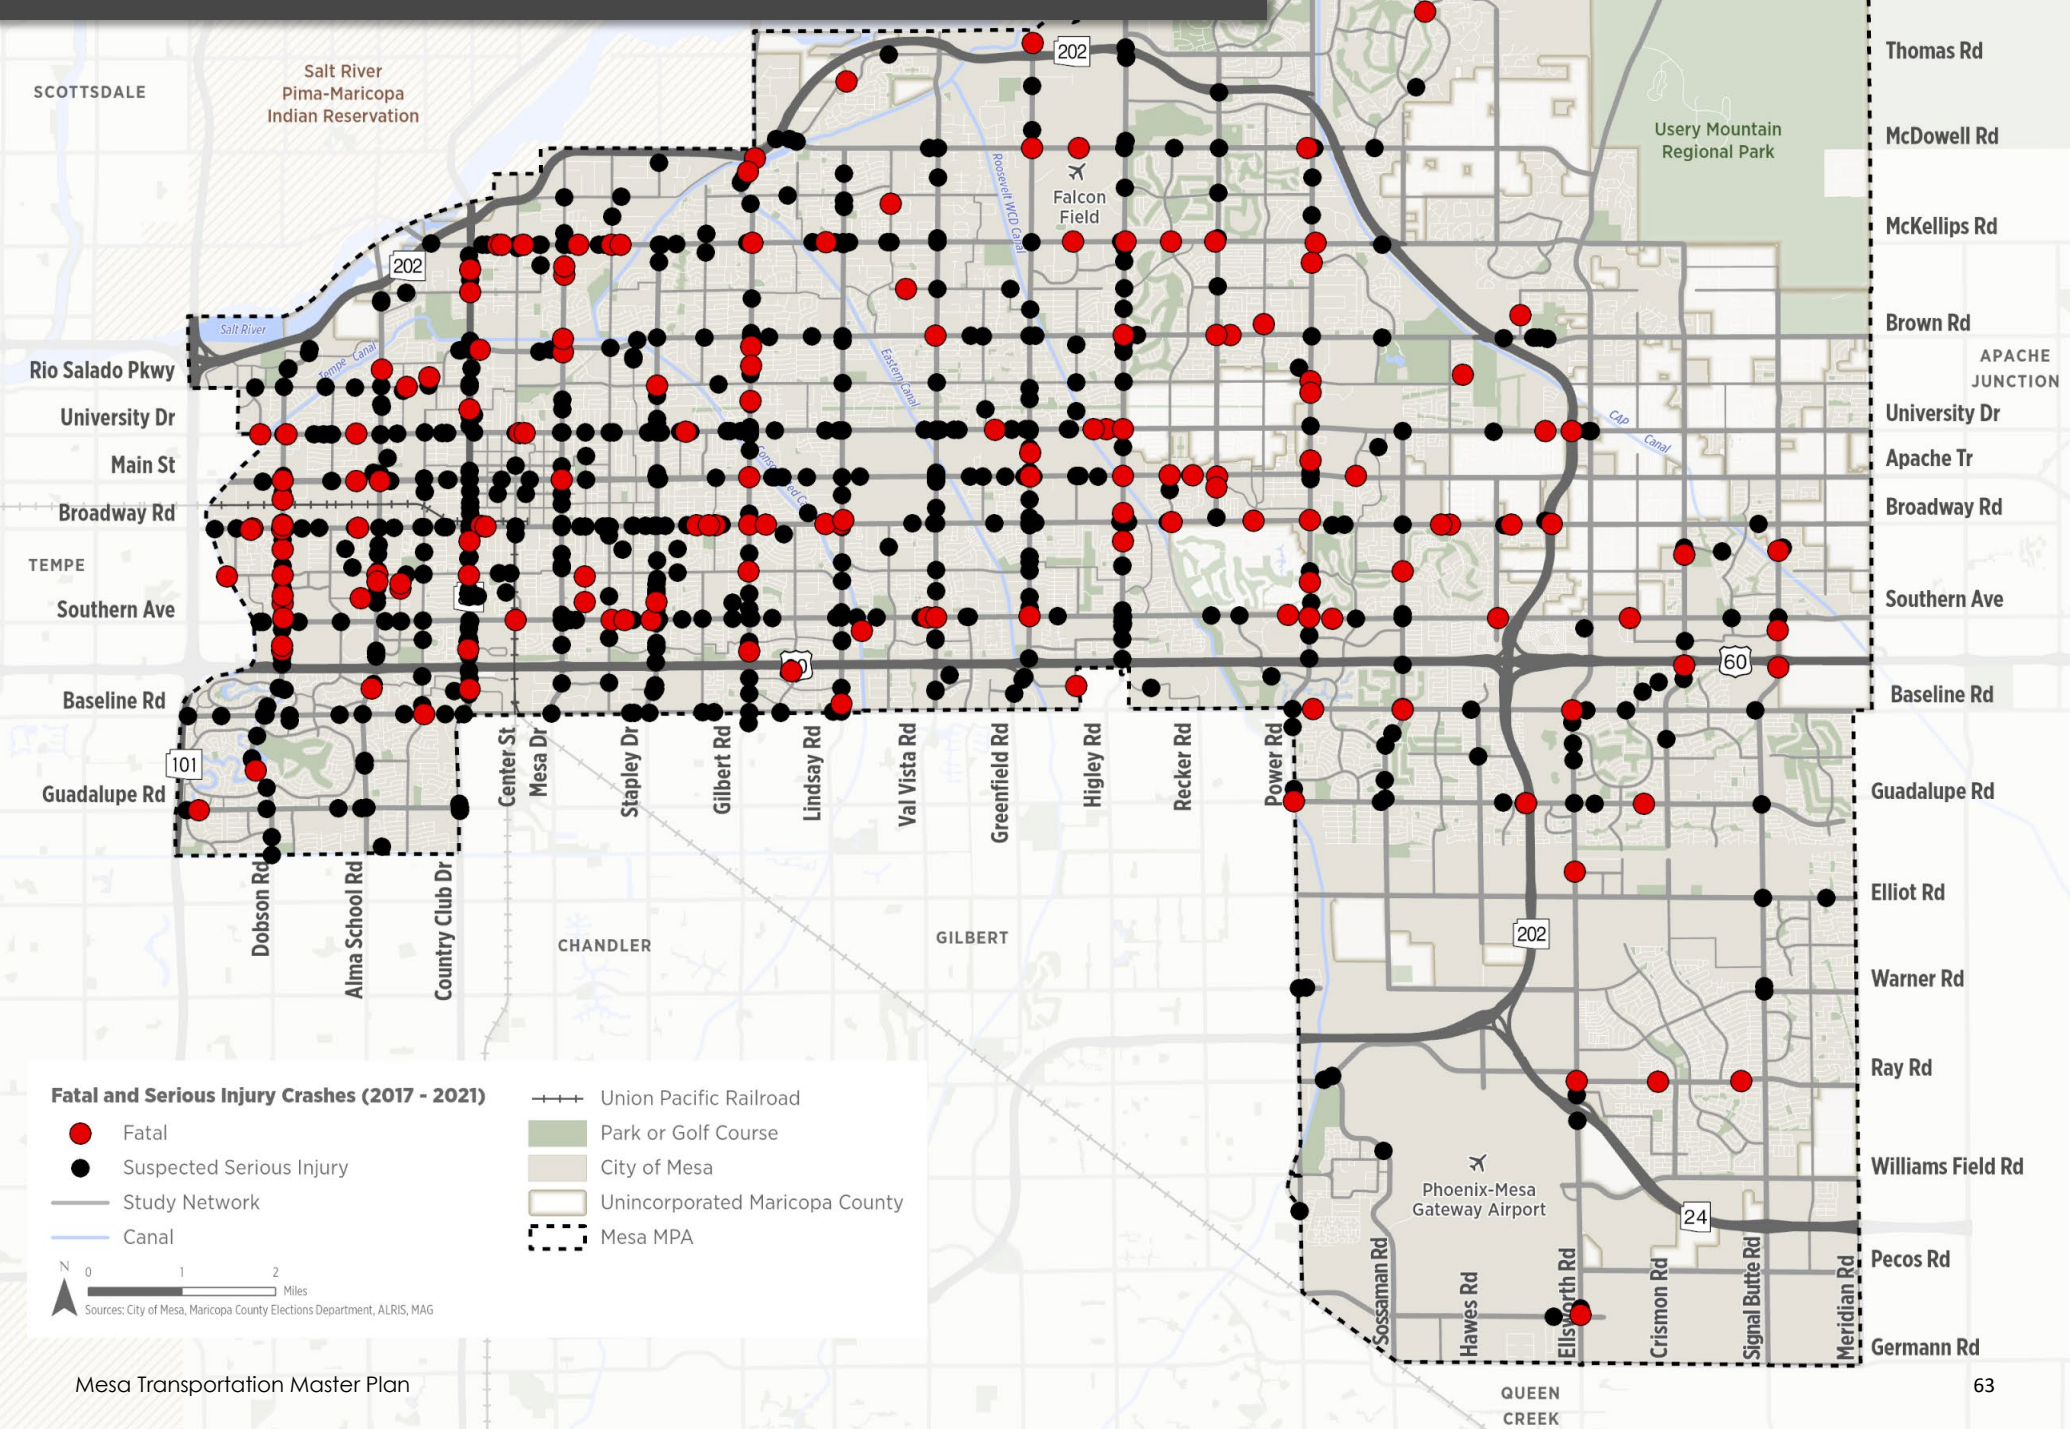 SCOTTSDALE
Salt River
Pima-Maricopa
Indian Reservation
202
Thomas Rd
Usery Mountain
Regional Park
McDowell Rd
Roosevelt WCD Canal
Falcon
Field
McKellips Rd
202
Salt River
Tempe Canal
Eastern Canal
Brown Rd
APACHE
JUNCTION
Rio Salado Pkwy
University Dr
University Dr
CAP Canal
Main St
Apache Tr
Broadway Rd
Broadway Rd
TEMPE
Southern Ave
Southern Ave
60
Baseline Rd
Baseline Rd
101
Guadalupe Rd
Guadalupe Rd
Center St
Mesa Dr
Stapley Dr
Gilbert Rd
Lindsay Rd
Val Vista Rd
Greenfield Rd
Higley Rd
Recker Rd
Power Rd
Dobson Rd
Alma School Rd
Country Club Dr
CHANDLER
GILBERT
Elliot Rd
202
Warner Rd
Ray Rd
Williams Field Rd
Phoenix-Mesa
Gateway Airport
24
Pecos Rd
Sossaman Rd
Hawes Rd
Ellsworth Rd
Crismon Rd
Signal Butte Rd
Meridian Rd
Germann Rd
QUEEN
CREEK
Fatal and Serious Injury Crashes (2017 - 2021)
Fatal
Suspected Serious Injury
Study Network
Canal
Union Pacific Railroad
Park or Golf Course
City of Mesa
Unincorporated Maricopa County
Mesa MPA
N
0 1 2
Miles
Sources: City of Mesa, Maricopa County Elections Department, ALRIS, MAG
Mesa Transportation Master Plan
63